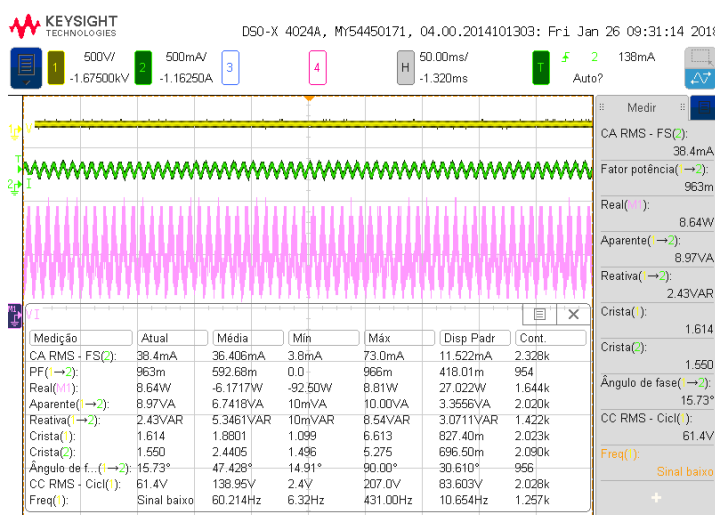 KEYSIGHT
TECHNOLOGIES
DSO-X 4024A, MY54450171, 04.00.2014101303: Fri Jan 26 09:31:14 2018
1 500V/ 2 500mA/ 3 4 H 50.00ms/ T 2 138mA
-1.67500kV -1.16250A -1.320ms Auto?
Medir
CA RMS - FS(2):
38.4mA
Fator potência( →2):
963m
Real(M1):
8.64W
Aparente( →2):
8.97VA
Reativa(1→2):
2.43VAR
Crista( ):
1.614
Crista(2):
1.550
Ângulo de fase( →2):
15.73°
CC RMS - Cicl( ):
61.4V
Freq(1):
Sinal baixo
1 V
T
2 I
M1 VI
Medição Atual Média Mín Máx Disp Padr Cont.
CA RMS - FS(2): 38.4mA 36.406mA 3.8mA 73.0mA 11.522mA 2.328k
PF(1→2): 963m 592.68m 0.0 966m 418.01m 954
Real(M1): 8.64W -6.1717W -92.50W 8.81W 27.022W 1.644k
Aparente(1→2): 8.97VA 6.7418VA 10mVA 10.00VA 3.3556VA 2.020k
Reativa(1→2): 2.43VAR 5.3461VAR 10mVAR 8.54VAR 3.0711VAR 1.422k
Crista(1): 1.614 1.8801 1.099 6.613 827.40m 2.023k
Crista(2): 1.550 2.4405 1.496 5.275 696.50m 2.090k
Ângulo de f...(1→2): 15.73° 47.428° 14.91° 90.00° 30.610° 956
CC RMS - Cicl(1): 61.4V 138.95V 2.4V 207.0V 83.603V 2.028k
Freq(1): Sinal baixo 60.214Hz 6.32Hz 431.00Hz 10.654Hz 1.257k